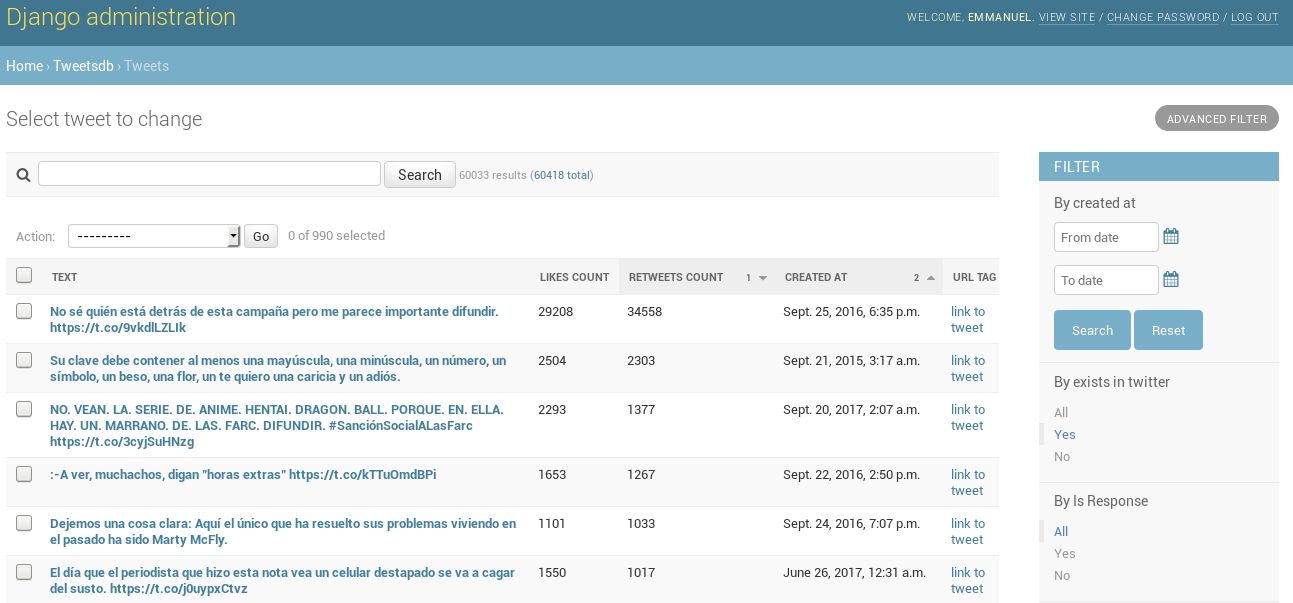 Django administration
WELCOME, EMMANUEL. VIEW SITE / CHANGE PASSWORD / LOG OUT
Home › Tweetsdb › Tweets
Select tweet to change
ADVANCED FILTER
Search 60033 results (60418 total)
Action: --------- Go 0 of 990 selected
TEXT LIKES COUNT RETWEETS COUNT 1 CREATED AT 2 URL TAG
No sé quién está detrás de esta campaña pero me parece importante difundir. 29208 34558 Sept. 25, 2016, 6:35 p.m. link to
https://t.co/9vkdlLZLIk tweet
Su clave debe contener al menos una mayúscula, una minúscula, un número, un 2504 2303 Sept. 21, 2015, 3:17 a.m. link to
símbolo, un beso, una flor, un te quiero una caricia y un adiós. tweet
NO. VEAN. LA. SERIE. DE. ANIME. HENTAI. DRAGON. BALL. PORQUE. EN. ELLA. 2293 1377 Sept. 20, 2017, 2:07 a.m. link to
HAY. UN. MARRANO. DE. LAS. FARC. DIFUNDIR. #SanciónSocialALasFarc tweet
https://t.co/3cyjSuHNzg
:-A ver, muchachos, digan "horas extras" https://t.co/kTTuOmdBPi 1653 1267 Sept. 22, 2016, 2:50 p.m. link to
tweet
Dejemos una cosa clara: Aquí el único que ha resuelto sus problemas viviendo en 1101 1033 Sept. 24, 2016, 7:07 p.m. link to
el pasado ha sido Marty McFly. tweet
El día que el periodista que hizo esta nota vea un celular destapado se va a cagar 1550 1017 June 26, 2017, 12:31 a.m. link to
del susto. https://t.co/j0uypxCtvz tweet
FILTER
By created at
From date
To date
Search Reset
By exists in twitter
All
Yes
No
By Is Response
All
Yes
No